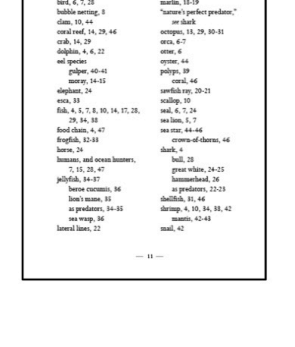 bird, 6, 7, 28
bubble netting, 8
clam, 10, 44
coral reef, 14, 29, 46
crab, 14, 29
dolphin, 4, 6, 22
eel species
gulper, 40-41
moray, 14-15
elephant, 24
esca, 33
fish, 4, 5, 7, 8, 10, 14, 17, 28,
29, 34, 38
food chain, 4, 47
frogfish, 32-33
horse, 24
humans, and ocean hunters,
7, 15, 28, 47
jellyfish, 34-37
beroe cucumis, 36
lion's mane, 35
as predators, 34-35
sea wasp, 36
lateral lines, 22
marlin, 18-19
"nature's perfect predator,"
see shark
octopus, 13, 29, 30-31
orca, 6-7
otter, 6
oyster, 44
polyps, 39
coral, 46
sawfish ray, 20-21
scallop, 10
seal, 6, 7, 24
sea lion, 5, 7
sea star, 44-46
crown-of-thorns, 46
shark, 4
bull, 28
great white, 24-25
hammerhead, 26
as predators, 22-23
shellfish, 31, 46
shrimp, 4, 10, 34, 38, 42
mantis, 42-43
snail, 42
— 11 —